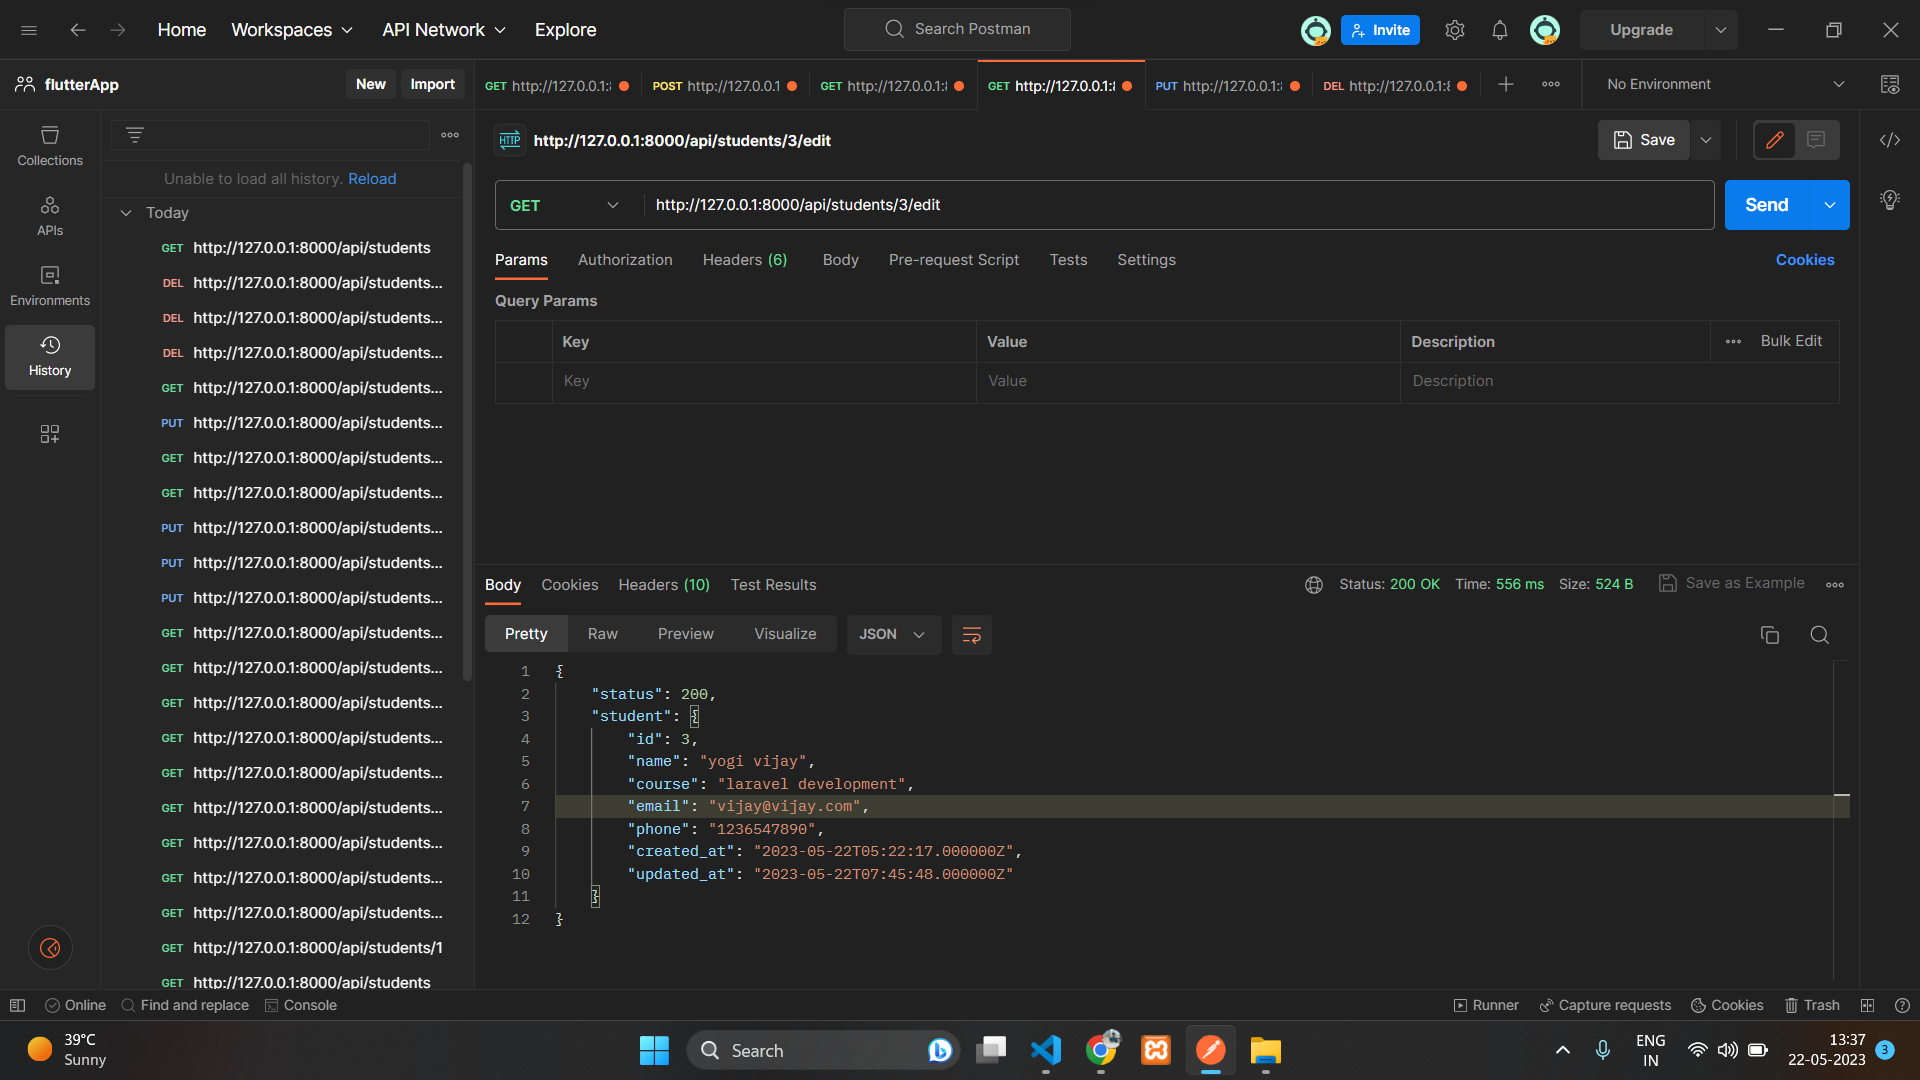 Home Workspaces API Network Explore Search Postman Invite Upgrade
flutterApp New Import GET http://127.0.0.1: POST http://127.0.0.1 GET http://127.0.0.1: GET http://127.0.0.1: PUT http://127.0.0.1: DEL http://127.0.0.1: No Environment
Collections
APIs
Environments
History
Unable to load all history. Reload
Today
GET http://127.0.0.1:8000/api/students
DEL http://127.0.0.1:8000/api/students...
DEL http://127.0.0.1:8000/api/students...
DEL http://127.0.0.1:8000/api/students...
GET http://127.0.0.1:8000/api/students...
PUT http://127.0.0.1:8000/api/students...
GET http://127.0.0.1:8000/api/students...
GET http://127.0.0.1:8000/api/students...
PUT http://127.0.0.1:8000/api/students...
PUT http://127.0.0.1:8000/api/students...
PUT http://127.0.0.1:8000/api/students...
GET http://127.0.0.1:8000/api/students...
GET http://127.0.0.1:8000/api/students...
GET http://127.0.0.1:8000/api/students...
GET http://127.0.0.1:8000/api/students...
GET http://127.0.0.1:8000/api/students...
GET http://127.0.0.1:8000/api/students...
GET http://127.0.0.1:8000/api/students...
GET http://127.0.0.1:8000/api/students...
GET http://127.0.0.1:8000/api/students...
GET http://127.0.0.1:8000/api/students/1
GET http://127.0.0.1:8000/api/students
HTTP http://127.0.0.1:8000/api/students/3/edit Save
GET http://127.0.0.1:8000/api/students/3/edit Send
Params Authorization Headers (6) Body Pre-request Script Tests Settings Cookies
Query Params
Key Value Description Bulk Edit
Key Value Description
Body Cookies Headers (10) Test Results Status: 200 OK Time: 556 ms Size: 524 B Save as Example
Pretty Raw Preview Visualize JSON
1 {
2 "status": 200,
3 "student": {
4 "id": 3,
5 "name": "yogi vijay",
6 "course": "laravel development",
7 "email": "vijay@vijay.com",
8 "phone": "1236547890",
9 "created_at": "2023-05-22T05:22:17.000000Z",
10 "updated_at": "2023-05-22T07:45:48.000000Z"
11 }
12 }
Online Find and replace Console Runner Capture requests Cookies Trash
39°C
Sunny
Search
ENG
IN
13:37
22-05-2023
3